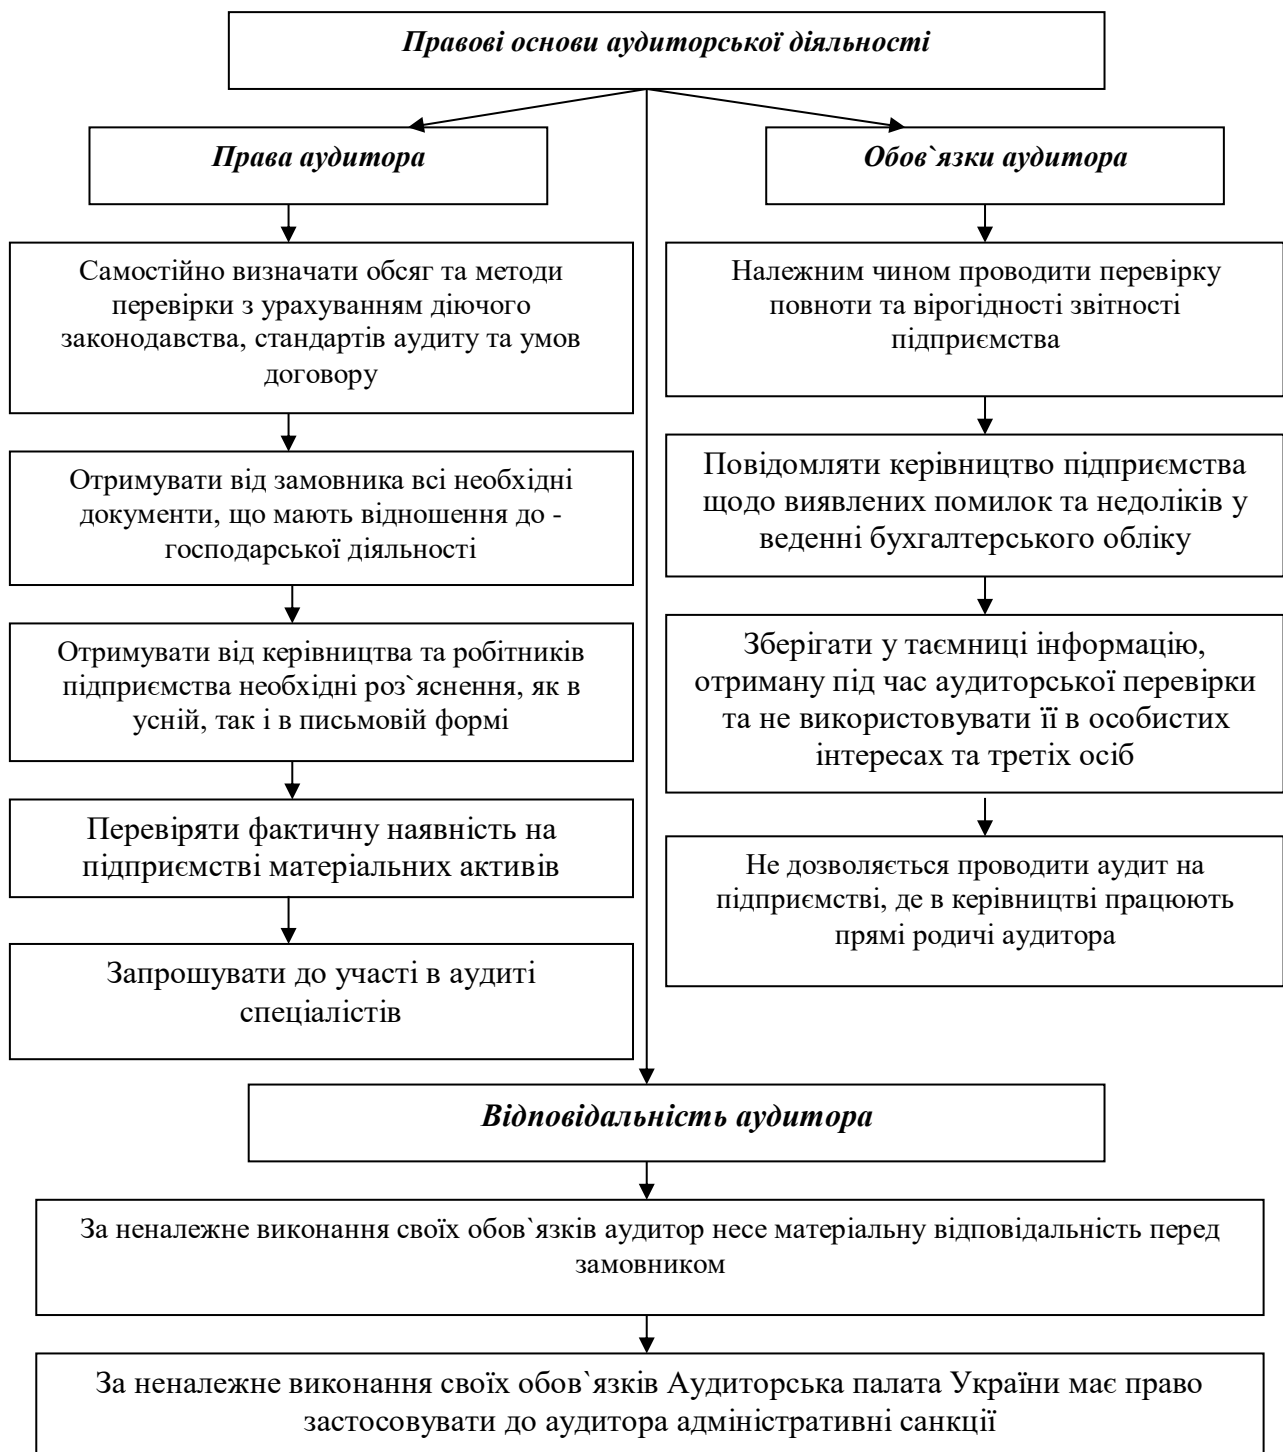 Правові основи аудиторської діяльності
Права аудитора
Самостійно визначати обсяг та методи
перевірки з урахуванням діючого
законодавства, стандартів аудиту та умов
договору
Отримувати від замовника всі необхідні
документи, що мають відношення до -
господарської діяльності
Отримувати від керівництва та робітників
підприємства необхідні роз`яснення, як в
усній, так і в письмовій формі
Перевіряти фактичну наявність на
підприємстві матеріальних активів
Запрошувати до участі в аудиті
спеціалістів
Обов`язки аудитора
Належним чином проводити перевірку
повноти та вірогідності звітності
підприємства
Повідомляти керівництво підприємства
щодо виявлених помилок та недоліків у
веденні бухгалтерського обліку
Зберігати у таємниці інформацію,
отриману під час аудиторської перевірки
та не використовувати її в особистих
інтересах та третіх осіб
Не дозволяється проводити аудит на
підприємстві, де в керівництві працюють
прямі родичі аудитора
Відповідальність аудитора
За неналежне виконання своїх обов`язків аудитор несе матеріальну відповідальність перед
замовником
За неналежне виконання своїх обов`язків Аудиторська палата України має право
застосовувати до аудитора адміністративні санкції